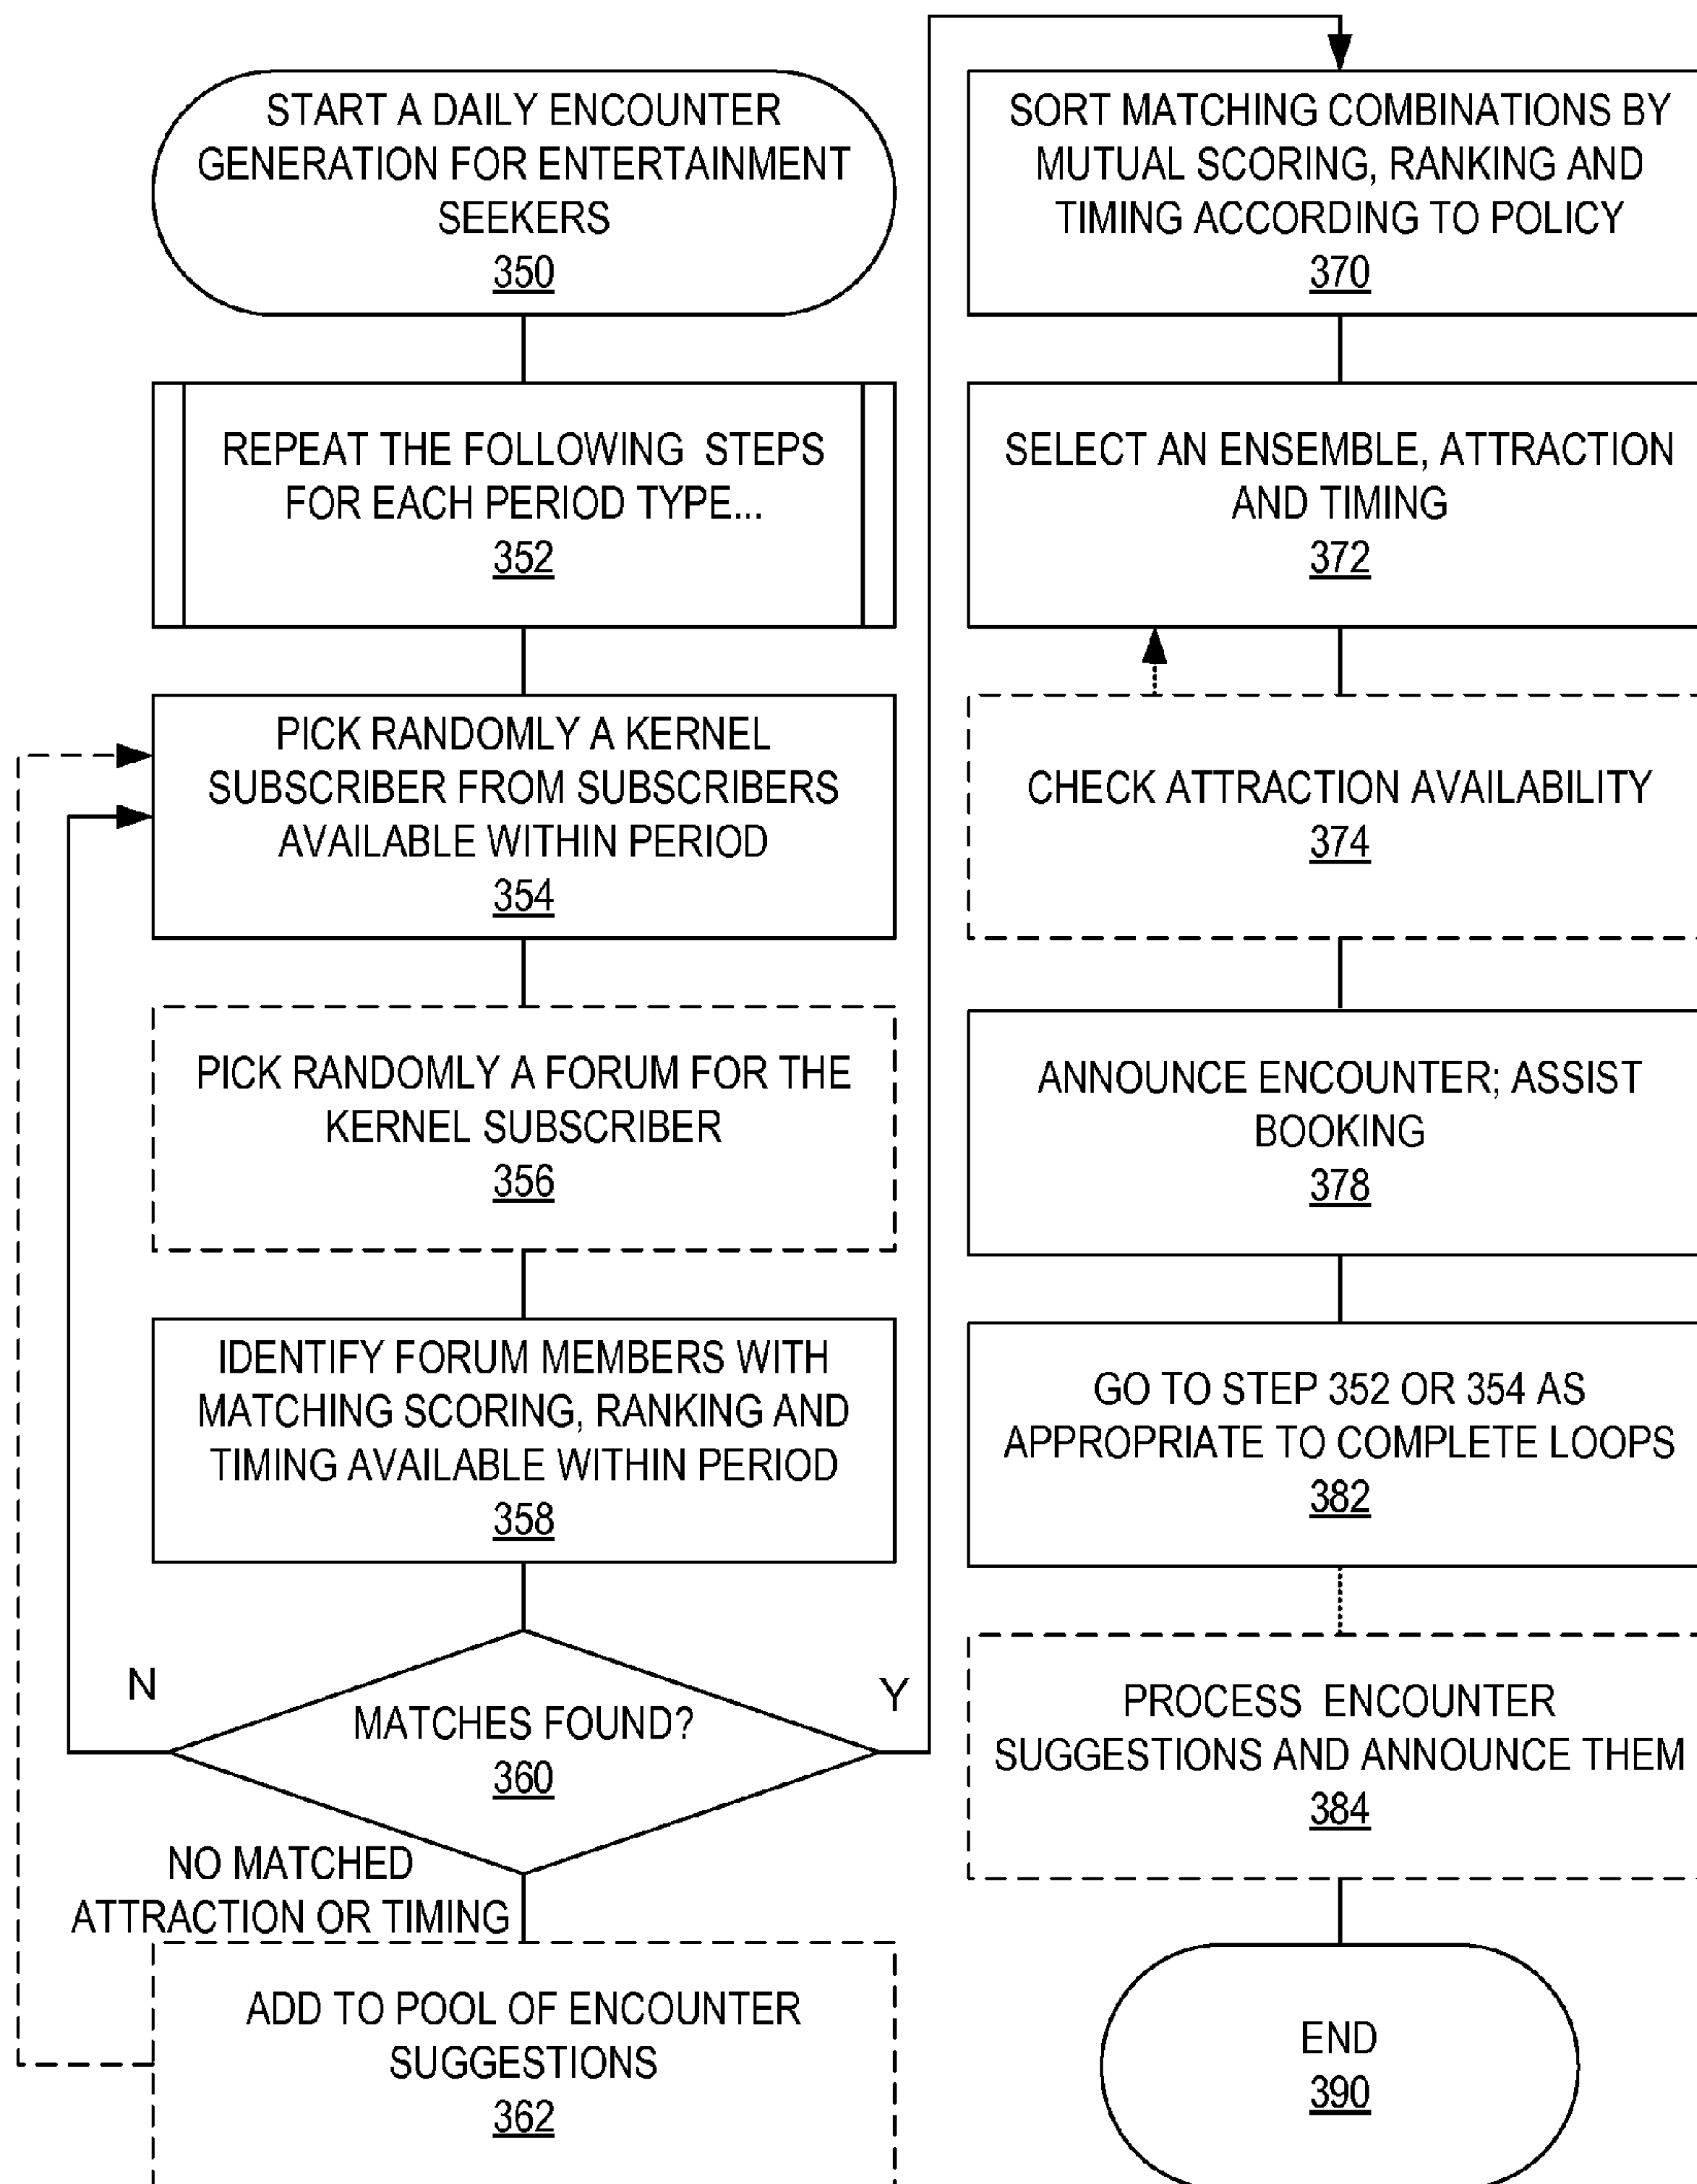 START A DAILY ENCOUNTER
GENERATION FOR ENTERTAINMENT
SEEKERS
350
REPEAT THE FOLLOWING STEPS
FOR EACH PERIOD TYPE...
352
PICK RANDOMLY A KERNEL
SUBSCRIBER FROM SUBSCRIBERS
AVAILABLE WITHIN PERIOD
354
PICK RANDOMLY A FORUM FOR THE
KERNEL SUBSCRIBER
356
IDENTIFY FORUM MEMBERS WITH
MATCHING SCORING, RANKING AND
TIMING AVAILABLE WITHIN PERIOD
358
N
Y
MATCHES FOUND?
360
NO MATCHED
ATTRACTION OR TIMING
ADD TO POOL OF ENCOUNTER
SUGGESTIONS
362
SORT MATCHING COMBINATIONS BY
MUTUAL SCORING, RANKING AND
TIMING ACCORDING TO POLICY
370
SELECT AN ENSEMBLE, ATTRACTION
AND TIMING
372
CHECK ATTRACTION AVAILABILITY
374
ANNOUNCE ENCOUNTER; ASSIST
BOOKING
378
GO TO STEP 352 OR 354 AS
APPROPRIATE TO COMPLETE LOOPS
382
PROCESS ENCOUNTER
SUGGESTIONS AND ANNOUNCE THEM
384
END
390